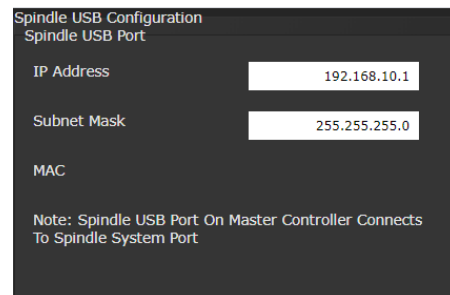 Spindle USB Configuration
Spindle USB Port
IP Address
192.168.10.1
Subnet Mask
255.255.255.0
MAC
Note: Spindle USB Port On Master Controller Connects
To Spindle System Port